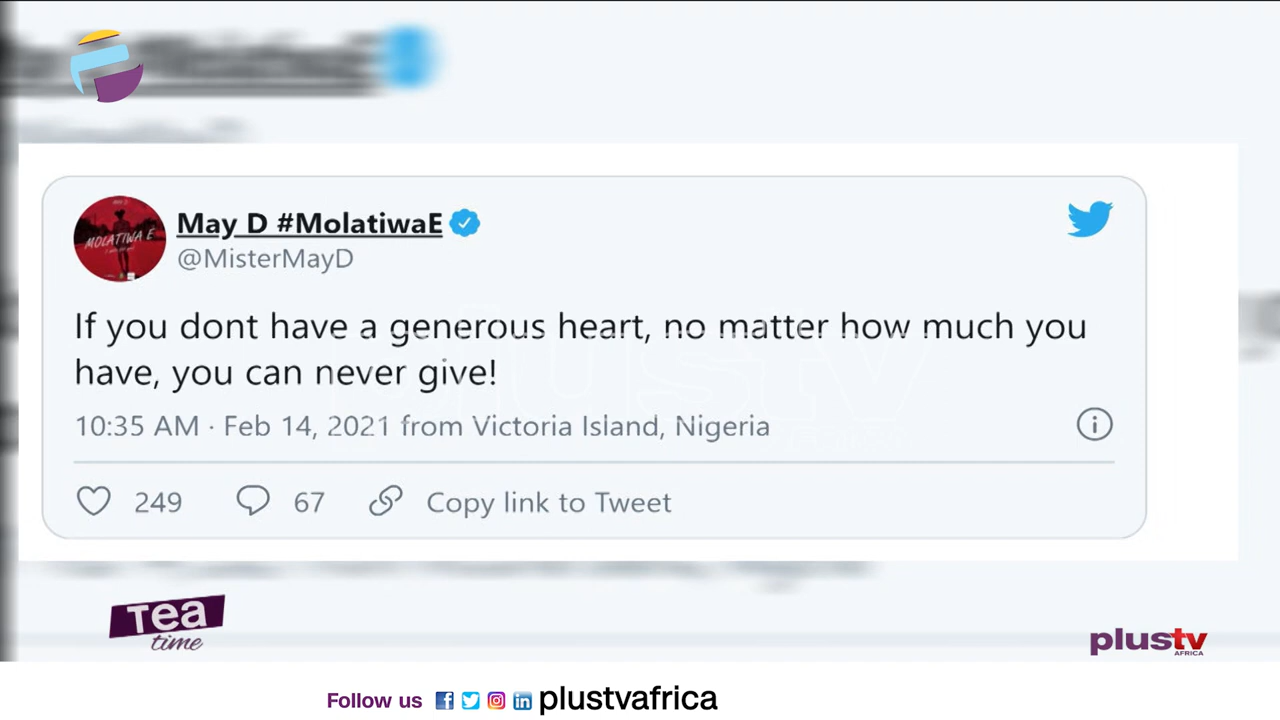 May D #MolatiwaE
@MisterMayD
MOLATIWA E
If you dont have a generous heart, no matter how much you
have, you can never give!
10:35 AM · Feb 14, 2021 from Victoria Island, Nigeria
249 67 Copy link to Tweet
plustv
Tea
time
plustv
AFRICA
Follow us plustvafrica